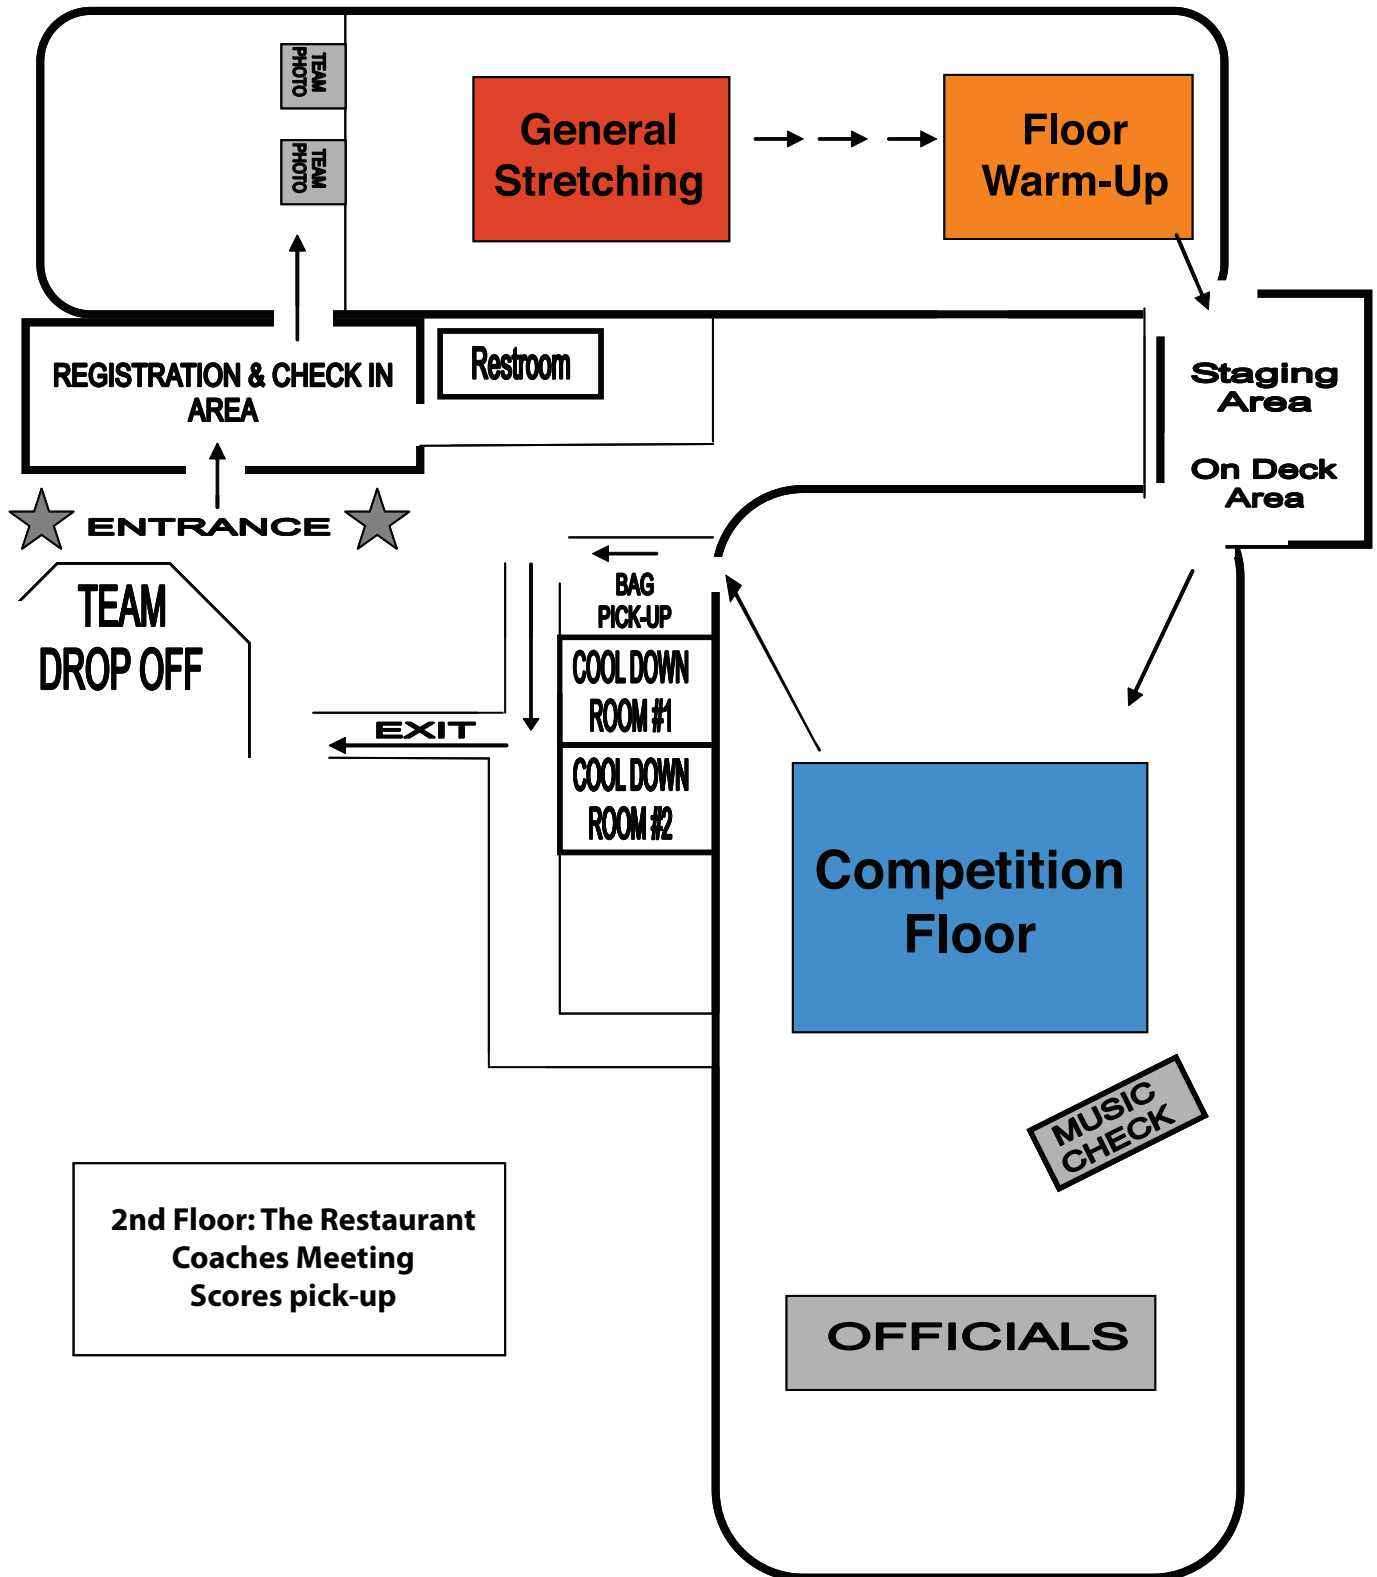 TEAM
PHOTO
TEAM
PHOTO
General
Stretching
Floor
Warm-Up
REGISTRATION & CHECK IN
AREA
Restroom
Staging
Area
On Deck
Area
ENTRANCE
TEAM
DROP OFF
BAG
PICK-UP
COOL DOWN
ROOM #1
EXIT
COOL DOWN
ROOM #2
Competition
Floor
MUSIC
CHECK
2nd Floor: The Restaurant
Coaches Meeting
Scores pick-up
OFFICIALS